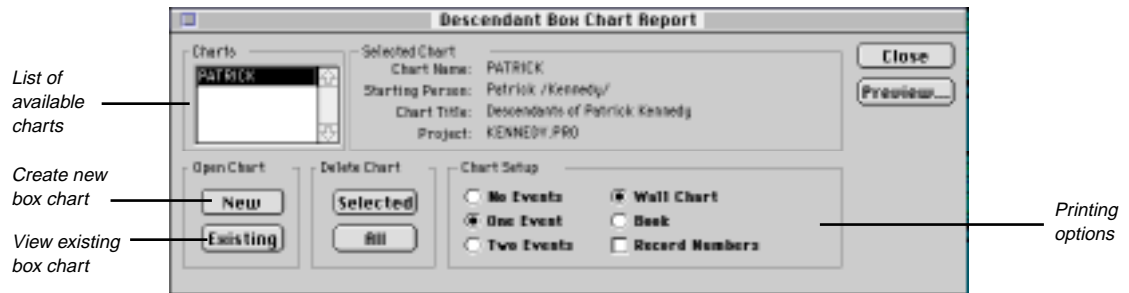 Descendant Box Chart Report
Charts
PATRICK
Selected Chart
Chart Name: PATRICK
Starting Person: Patrick /Kennedy/
Chart Title: Descendants of Patrick Kennedy
Project: KENNEDY.PRO
Close
Preview...
Open Chart
New
Existing
Delete Chart
Selected
All
Chart Setup
No Events
One Event
Two Events
Wall Chart
Book
Record Numbers
List of
available
charts
Create new
box chart
View existing
box chart
Printing
options